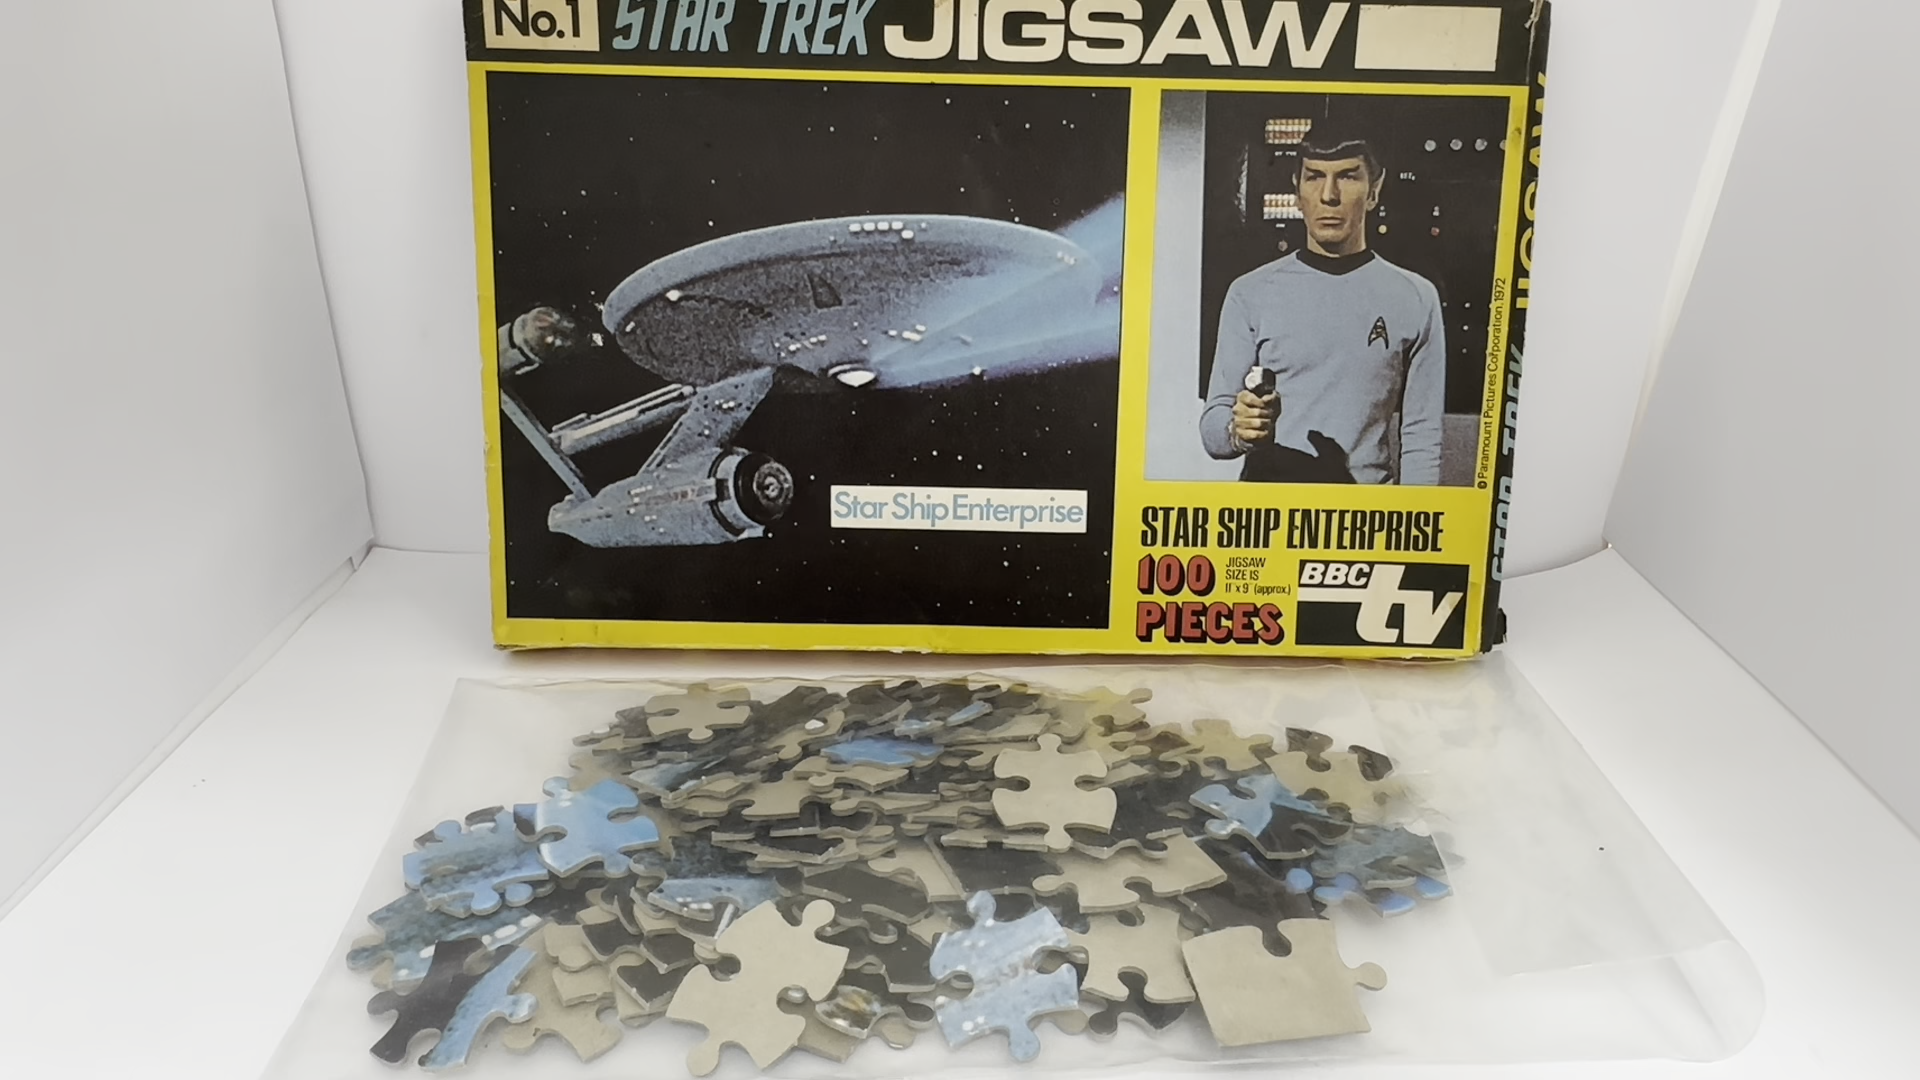 No.1 STAR TREK JIGSAW
Star Ship Enterprise
© Paramount Pictures Corporation. 1972
STAR SHIP ENTERPRISE
100 PIECES
JIGSAW
SIZE IS
11" x 9" (approx.)
BBC tv
STAR TREK JIGSAW